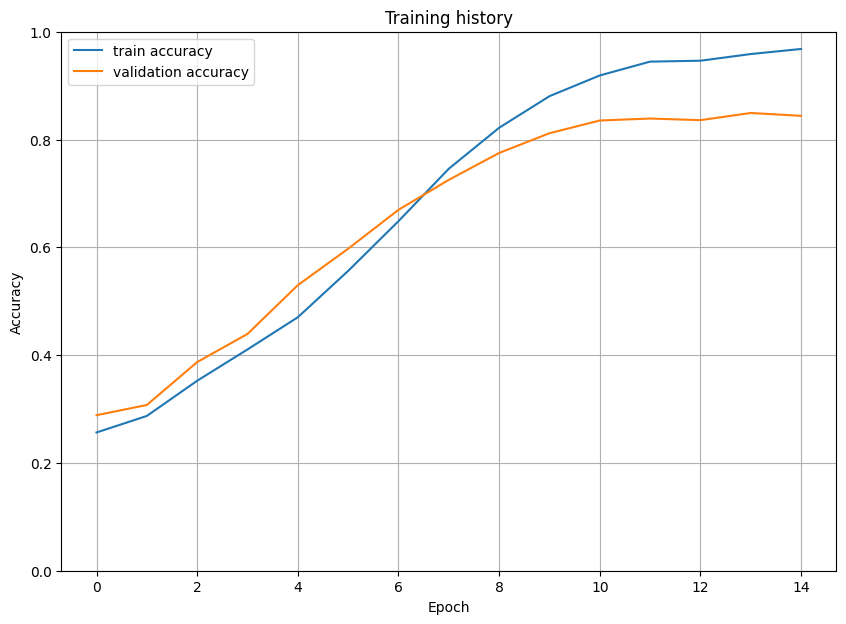 Training history
train accuracy
validation accuracy
1.0
0.8
0.6
0.4
0.2
0.0
Accuracy
0 2 4 6 8 10 12 14
Epoch